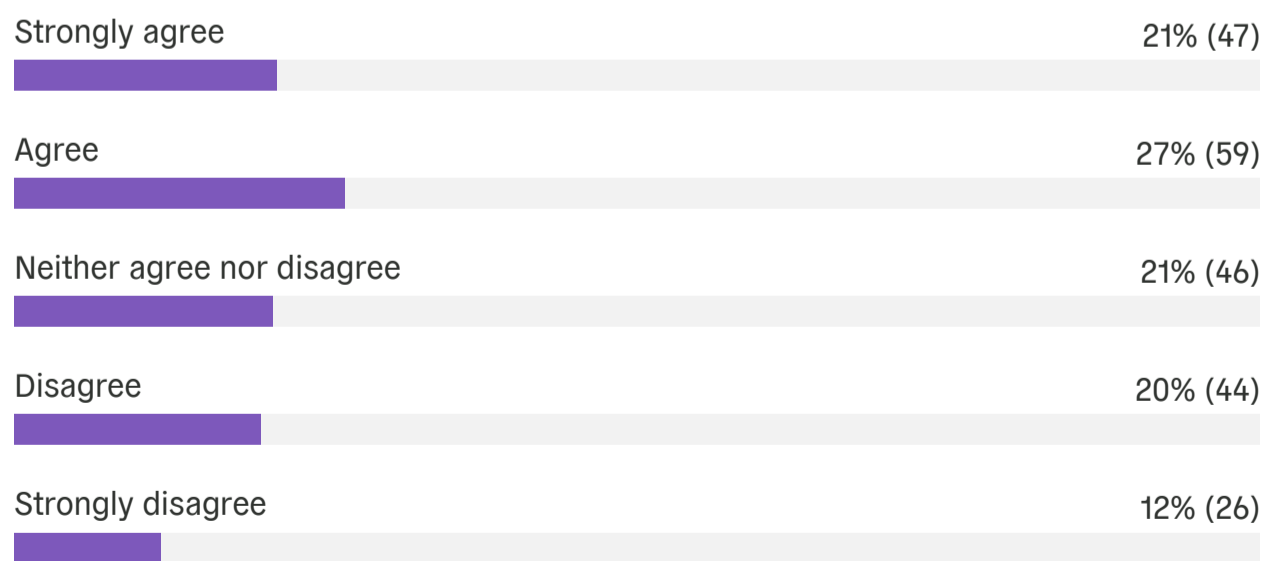 Strongly agree 21% (47)
Agree 27% (59)
Neither agree nor disagree 21% (46)
Disagree 20% (44)
Strongly disagree 12% (26)